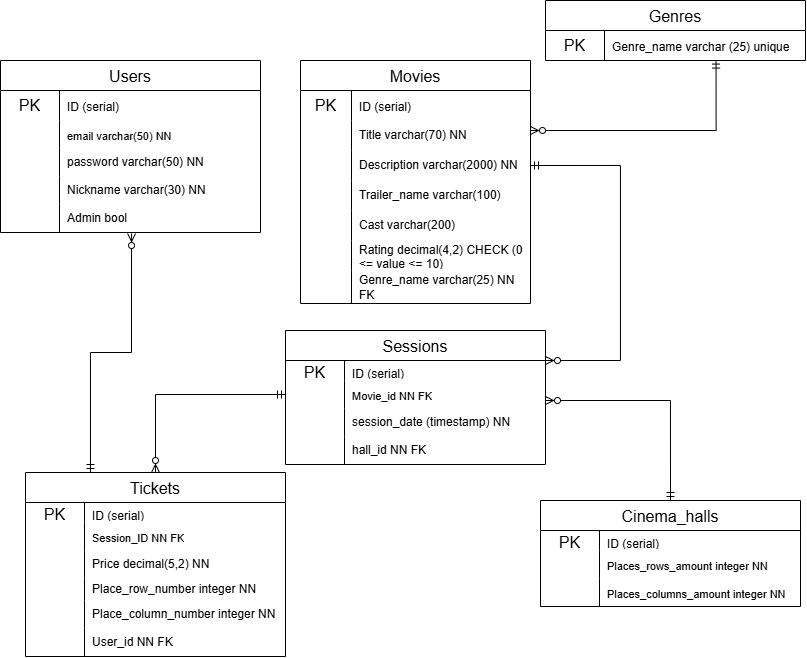 Genres
PK
Genre_name varchar (25) unique
Users
PK
ID (serial)
email varchar(50) NN
password varchar(50) NN
Nickname varchar(30) NN
Admin bool
Movies
PK
ID (serial)
Title varchar(70) NN
Description varchar(2000) NN
Trailer_name varchar(100)
Cast varchar(200)
Rating decimal(4,2) CHECK (0
<= value <= 10)
Genre_name varchar(25) NN
FK
Sessions
PK
ID (serial)
Movie_id NN FK
session_date (timestamp) NN
hall_id NN FK
Tickets
PK
ID (serial)
Session_ID NN FK
Price decimal(5,2) NN
Place_row_number integer NN
Place_column_number integer NN
User_id NN FK
Cinema_halls
PK
ID (serial)
Places_rows_amount integer NN
Places_columns_amount integer NN